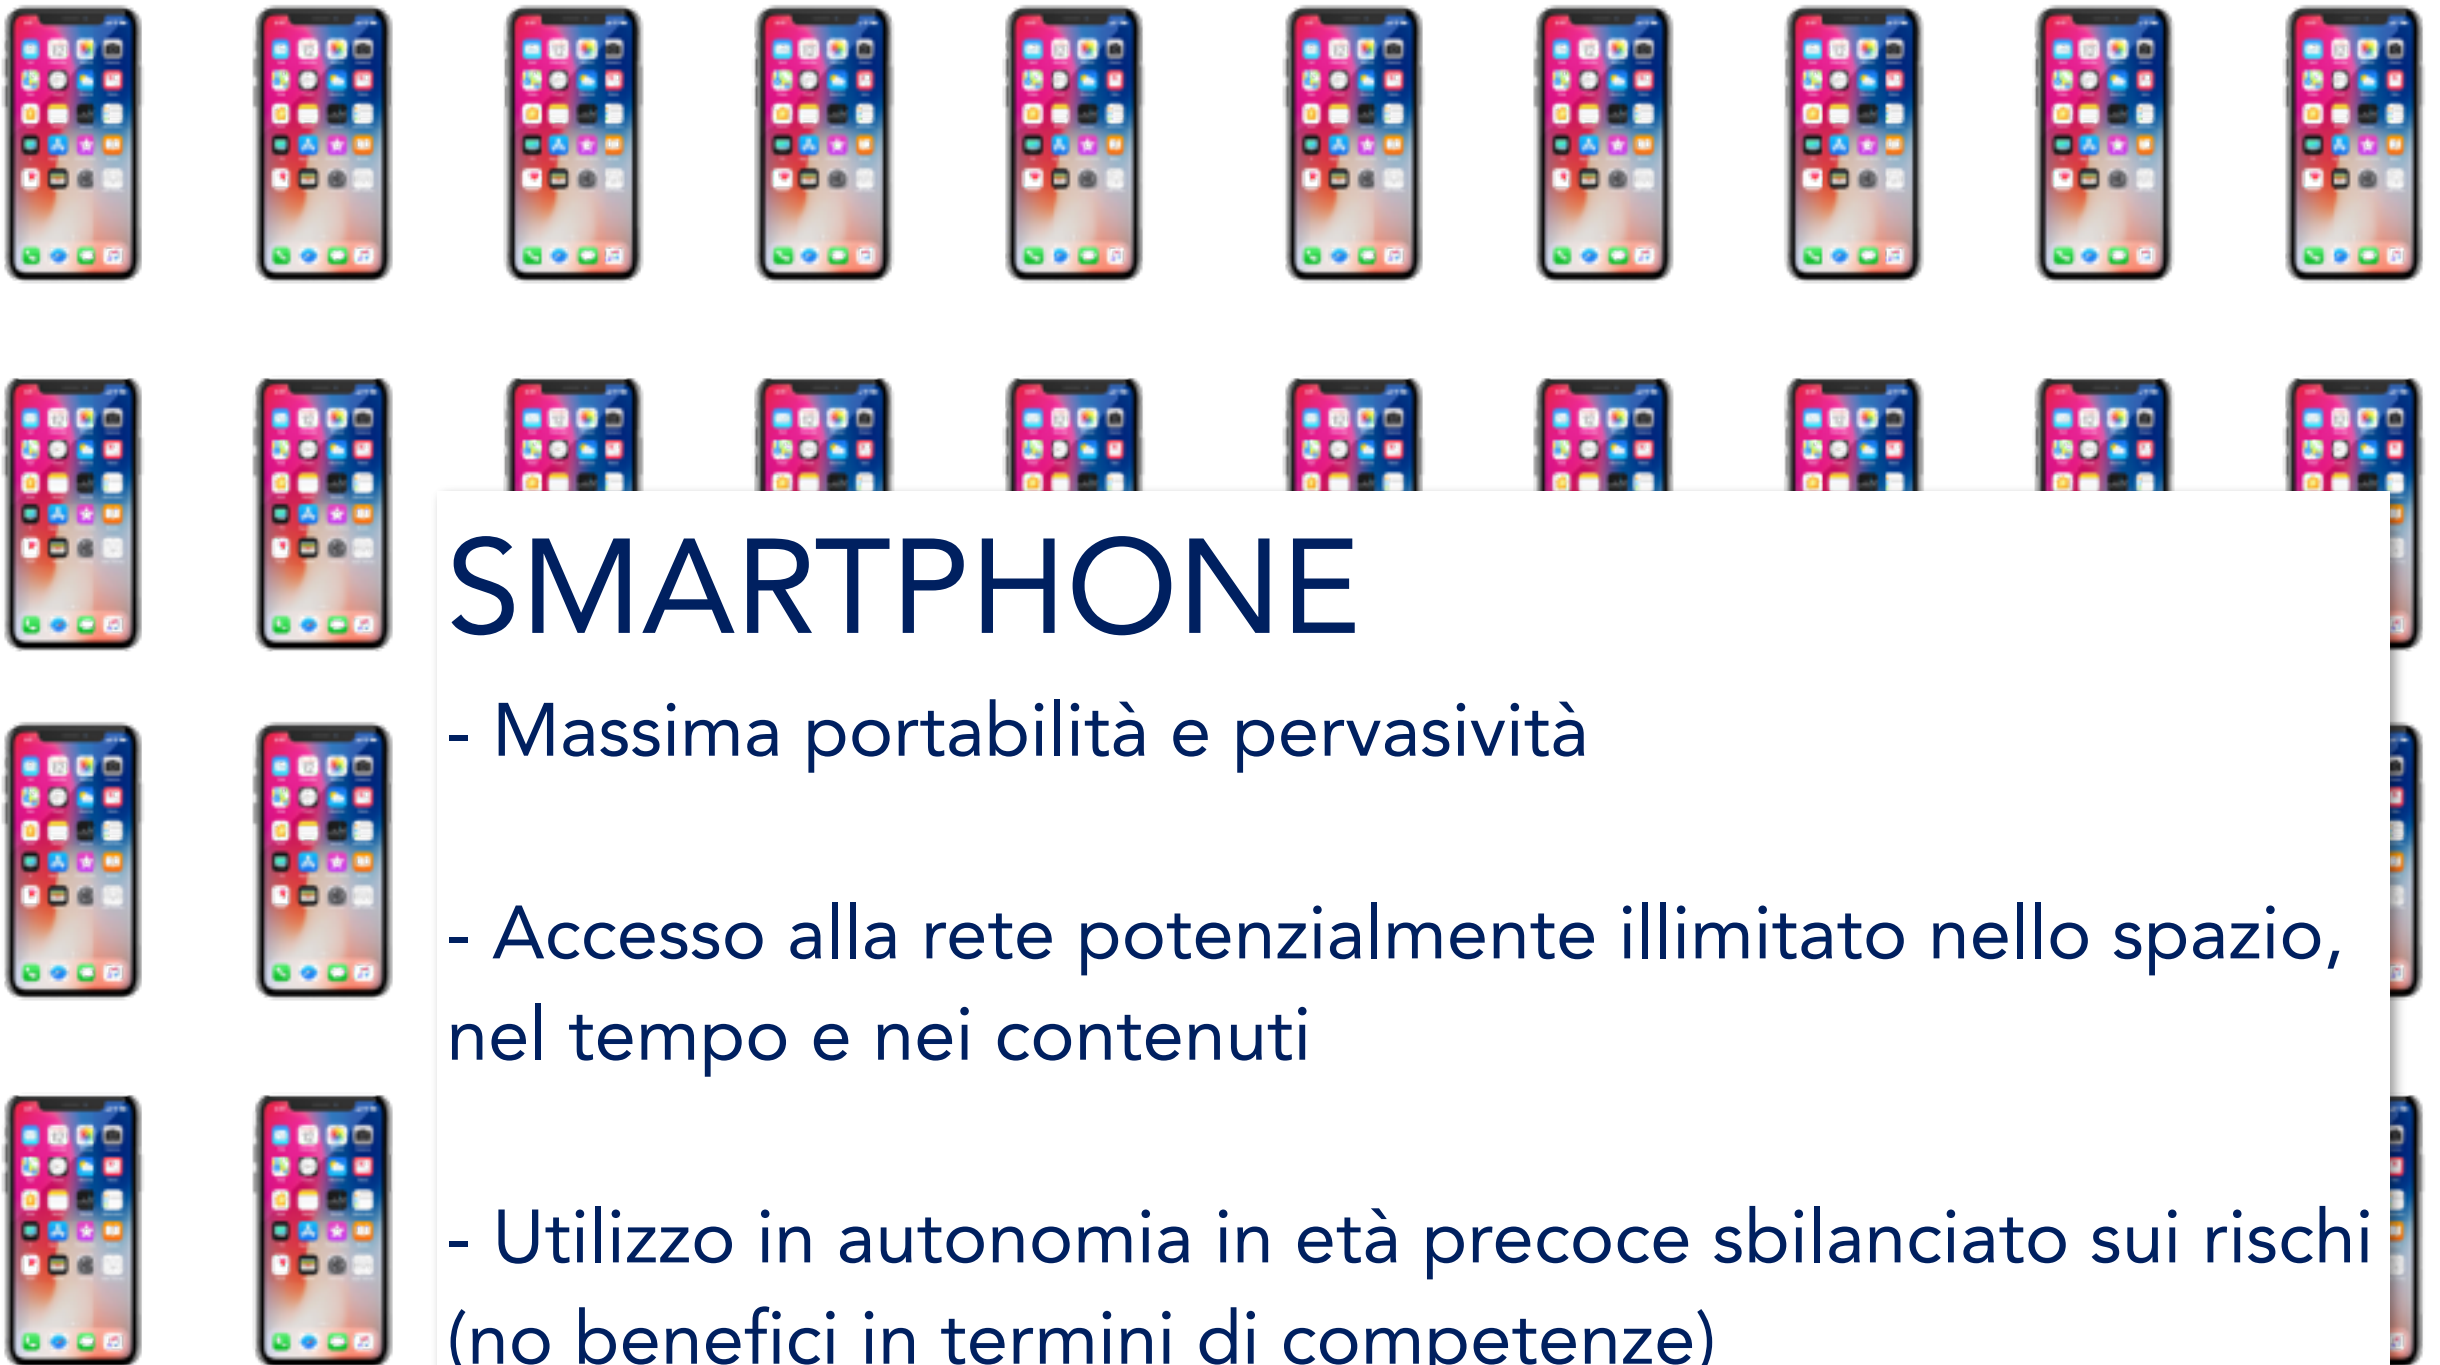 SMARTPHONE
- Massima portabilità e pervasività
- Accesso alla rete potenzialmente illimitato nello spazio,
nel tempo e nei contenuti
- Utilizzo in autonomia in età precoce sbilanciato sui rischi
(no benefici in termini di competenze)